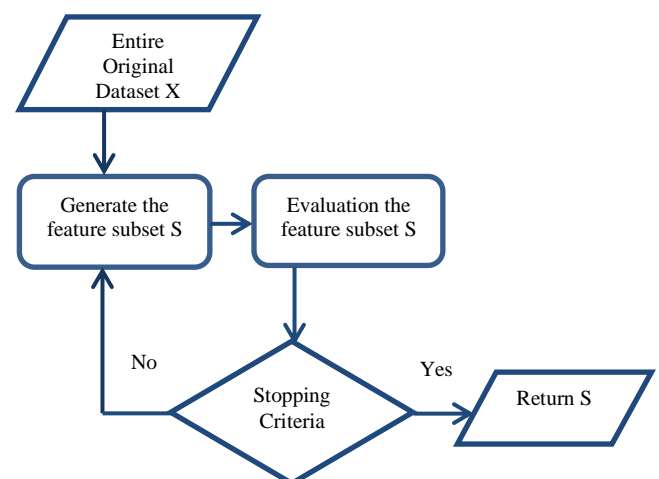 Entire
Original
Dataset X
Generate the
feature subset S
Evaluation the
feature subset S
No
Yes
Stopping
Criteria
Return S